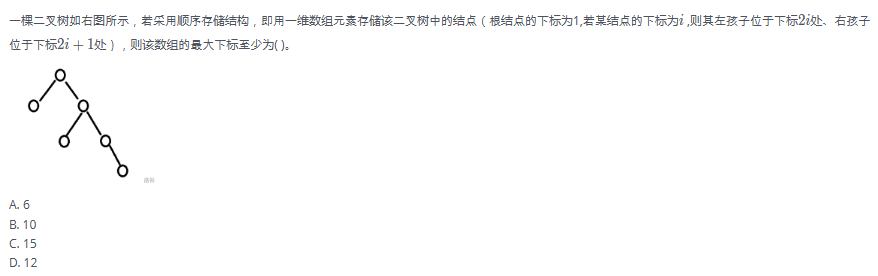 一棵二叉树如右图所示，若采用顺序存储结构，即用一维数组元素存储该二叉树中的结点（根结点的下标为1,若某结点的下标为i ,则其左孩子位于下标2i处、右孩子
位于下标2i + 1处），则该数组的最大下标至少为( )。
A. 6
B. 10
C. 15
D. 12